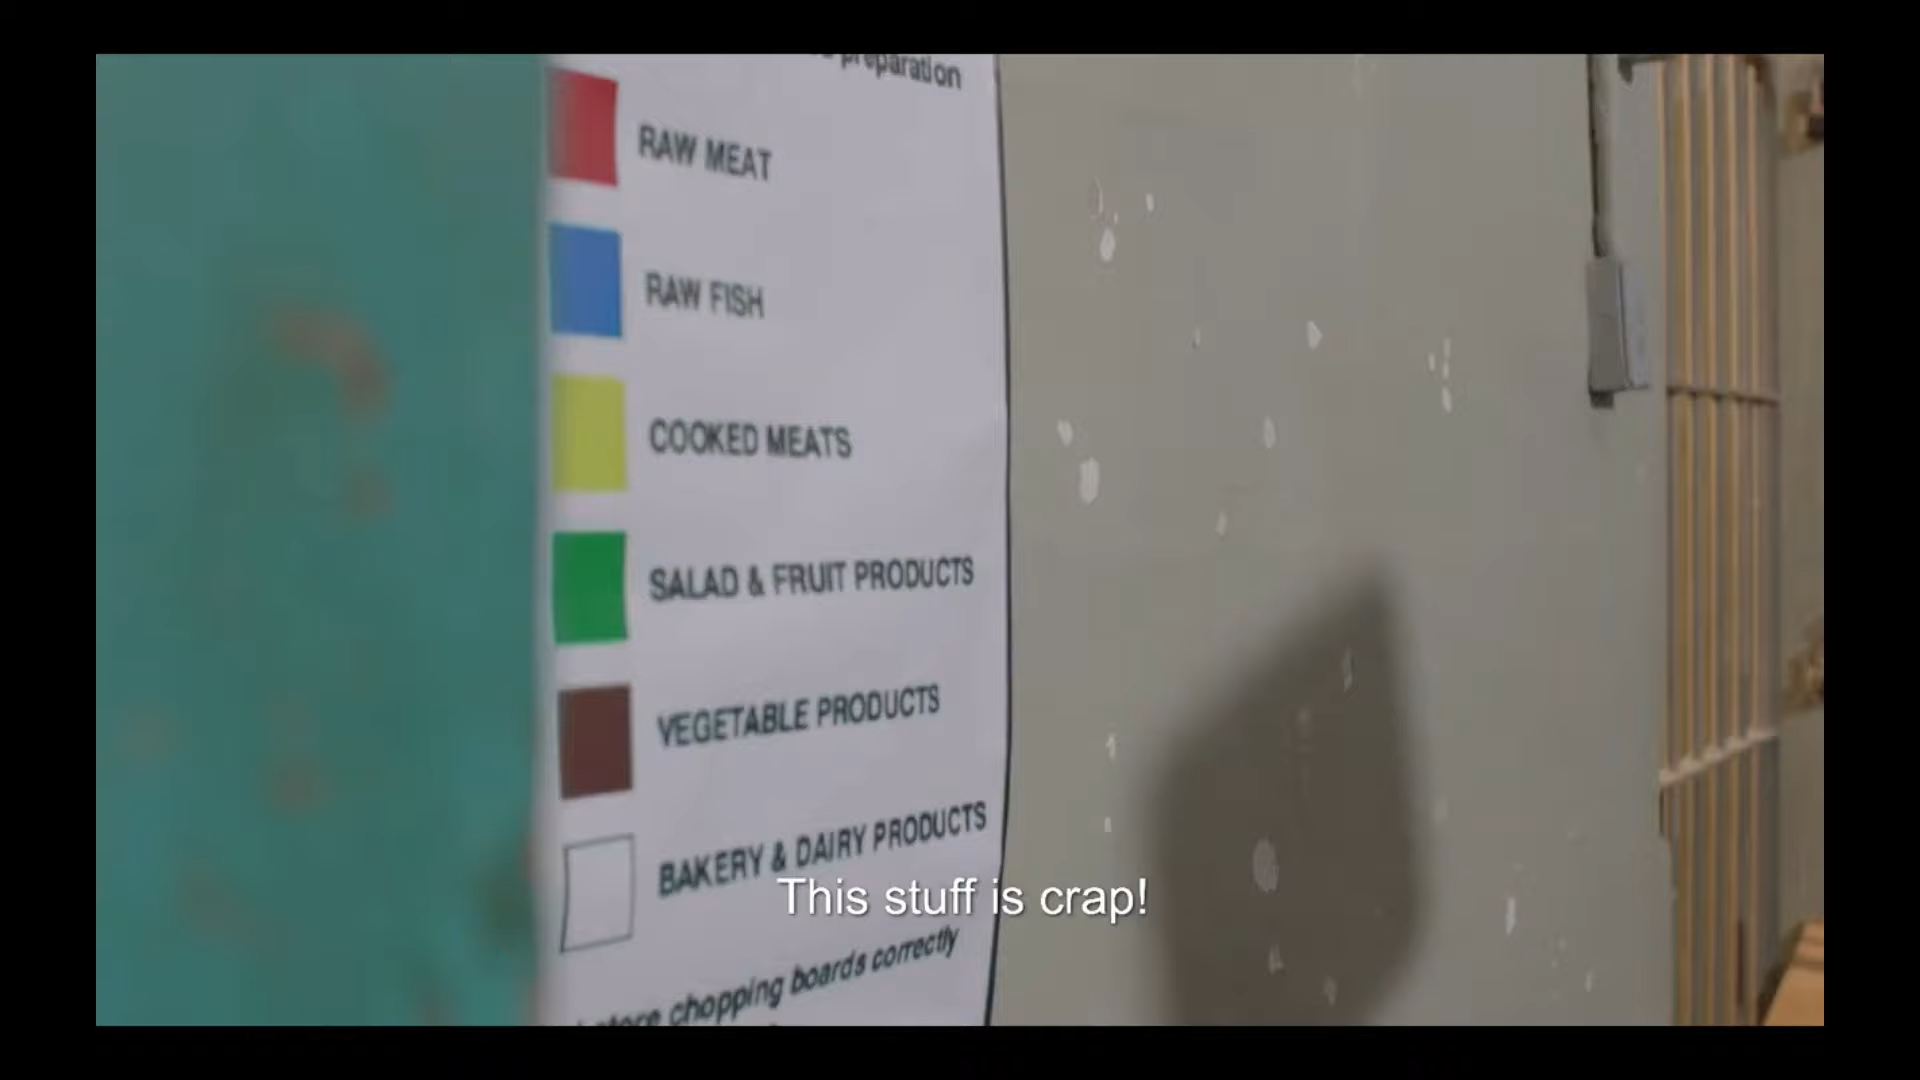 preparation
RAW MEAT
RAW FISH
COOKED MEATS
SALAD & FRUIT PRODUCTS
VEGETABLE PRODUCTS
BAKERY & DAIRY PRODUCTS
This stuff is crap!
chopping boards correctly